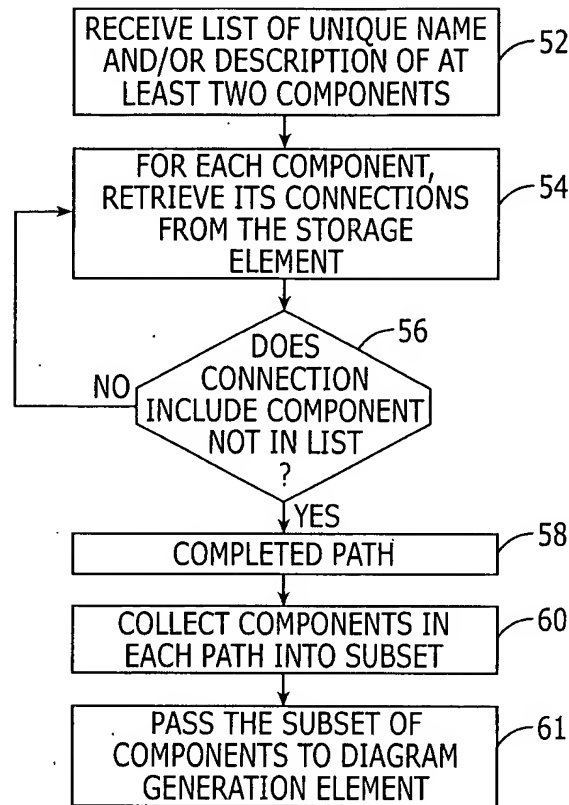 RECEIVE LIST OF UNIQUE NAME
AND/OR DESCRIPTION OF AT
LEAST TWO COMPONENTS
52
FOR EACH COMPONENT,
RETRIEVE ITS CONNECTIONS
FROM THE STORAGE
ELEMENT
54
56
DOES
CONNECTION
INCLUDE COMPONENT
NOT IN LIST
?
NO
YES
COMPLETED PATH
58
COLLECT COMPONENTS IN
EACH PATH INTO SUBSET
60
PASS THE SUBSET OF
COMPONENTS TO DIAGRAM
GENERATION ELEMENT
61